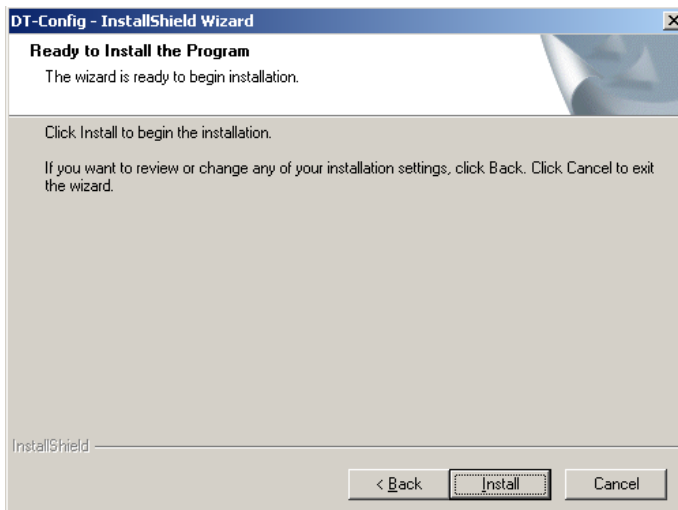 DT-Config - InstallShield Wizard
Ready to Install the Program
The wizard is ready to begin installation.
Click Install to begin the installation.
If you want to review or change any of your installation settings, click Back. Click Cancel to exit
the wizard.
InstallShield
< Back Install Cancel